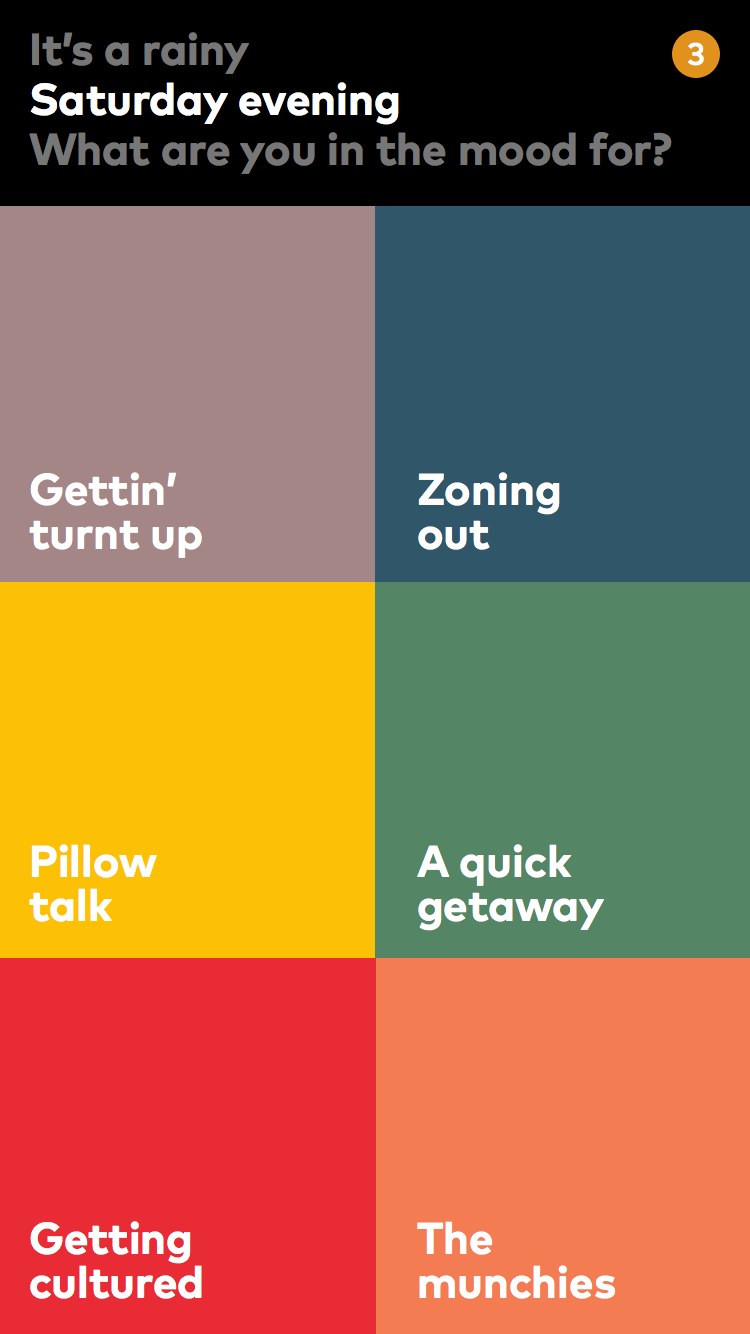 It’s a rainy
3
Saturday evening
What are you in the mood for?
Gettin’
turnt up
Zoning
out
Pillow
talk
A quick
getaway
Getting
cultured
The
munchies